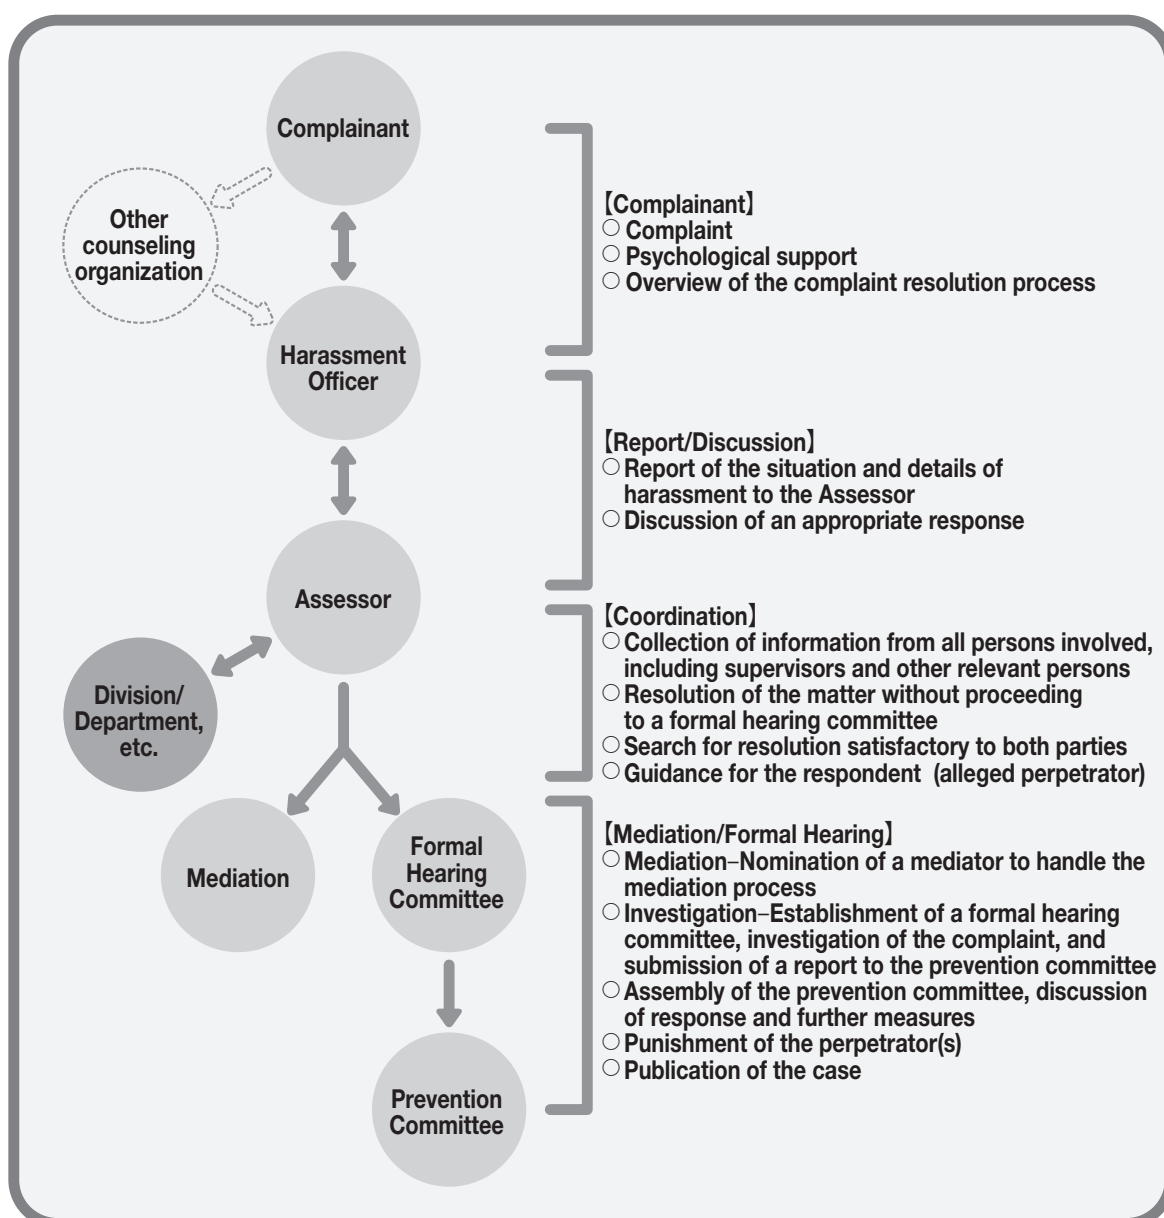 Complainant
Other
counseling
organization
Harassment
Officer
Assessor
Division/
Department,
etc.
Mediation
Formal
Hearing
Committee
Prevention
Committee
【Complainant】
○ Complaint
○ Psychological support
○ Overview of the complaint resolution process
【Report/Discussion】
○ Report of the situation and details of
harassment to the Assessor
○ Discussion of an appropriate response
【Coordination】
○ Collection of information from all persons involved,
including supervisors and other relevant persons
○ Resolution of the matter without proceeding
to a formal hearing committee
○ Search for resolution satisfactory to both parties
○ Guidance for the respondent (alleged perpetrator)
【Mediation/Formal Hearing】
○ Mediation–Nomination of a mediator to handle the
mediation process
○ Investigation–Establishment of a formal hearing
committee, investigation of the complaint, and
submission of a report to the prevention committee
○ Assembly of the prevention committee, discussion
of response and further measures
○ Punishment of the perpetrator(s)
○ Publication of the case